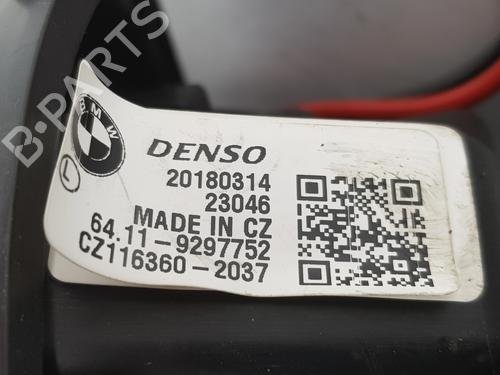 B-PARTS
BMW
L
DENSO
20180314
23046
MADE IN CZ
64.11-9297752
CZ116360-2037